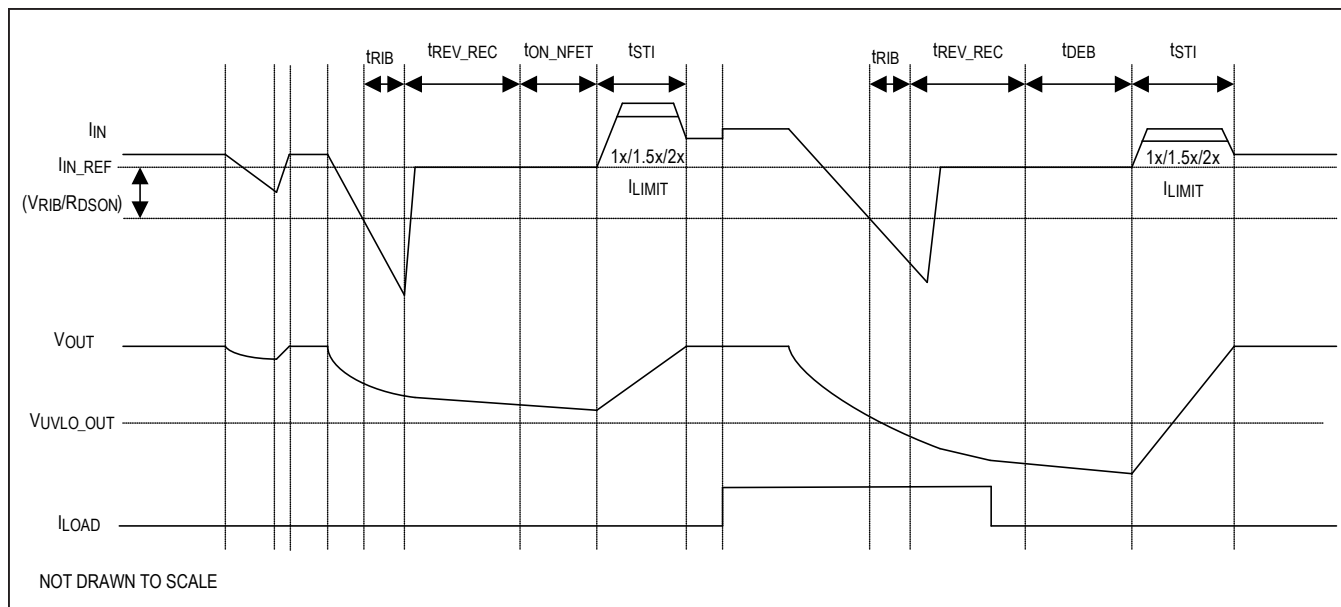 tRIB tREV_REC tON_NFET tSTI tRIB tREV_REC tDEB tSTI
IIN
IIN_REF
1x/1.5x/2x 1x/1.5x/2x
(VRIB/RDSON) ILIMIT ILIMIT
VOUT
VUVLO_OUT
ILOAD
NOT DRAWN TO SCALE